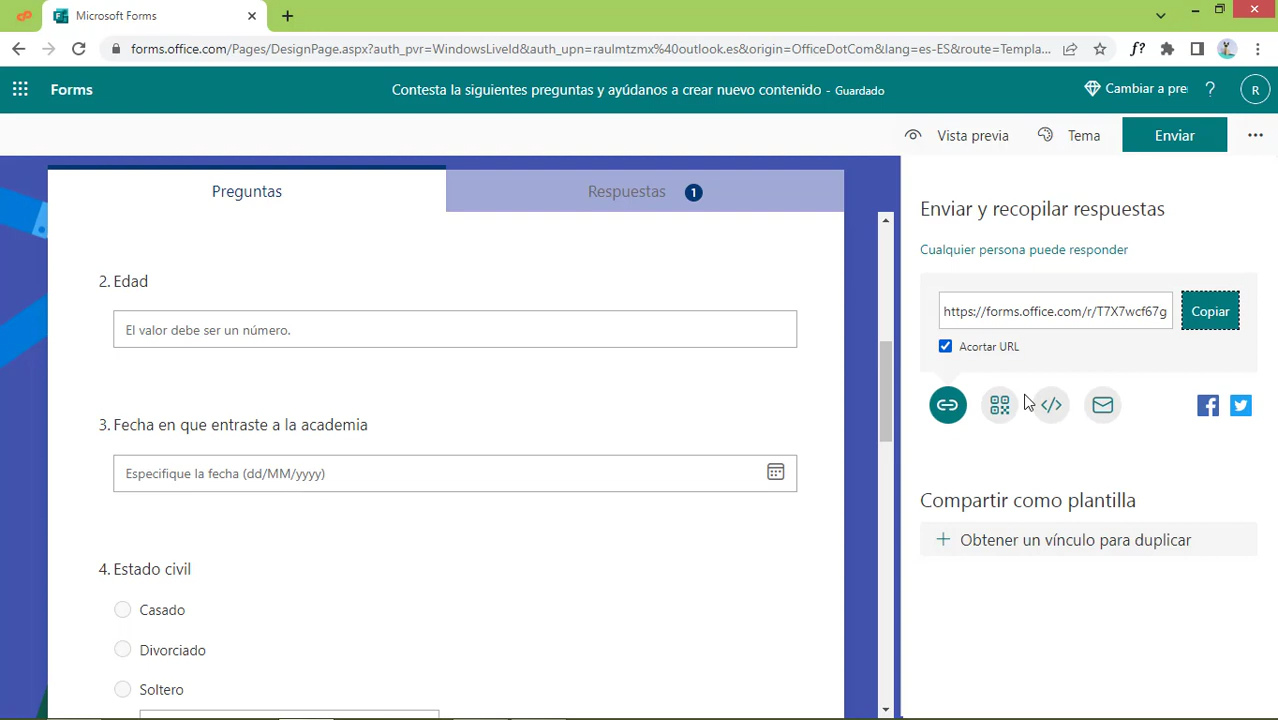 Microsoft Forms
forms.office.com/Pages/DesignPage.aspx?auth_pvr=WindowsLiveId&auth_upn=raulmtzmx%40outlook.es&origin=OfficeDotCom&lang=es-ES&route=Templa...
f?
Forms
Contesta la siguientes preguntas y ayúdanos a crear nuevo contenido - Guardado
Cambiar a pre
?
R
Vista previa
Tema
Enviar
Preguntas
Respuestas
1
2. Edad
El valor debe ser un número.
3. Fecha en que entraste a la academia
Especifique la fecha (dd/MM/yyyy)
4. Estado civil
Casado
Divorciado
Soltero
Enviar y recopilar respuestas
Cualquier persona puede responder
https://forms.office.com/r/T7X7wcf67g
Copiar
Acortar URL
Compartir como plantilla
Obtener un vínculo para duplicar